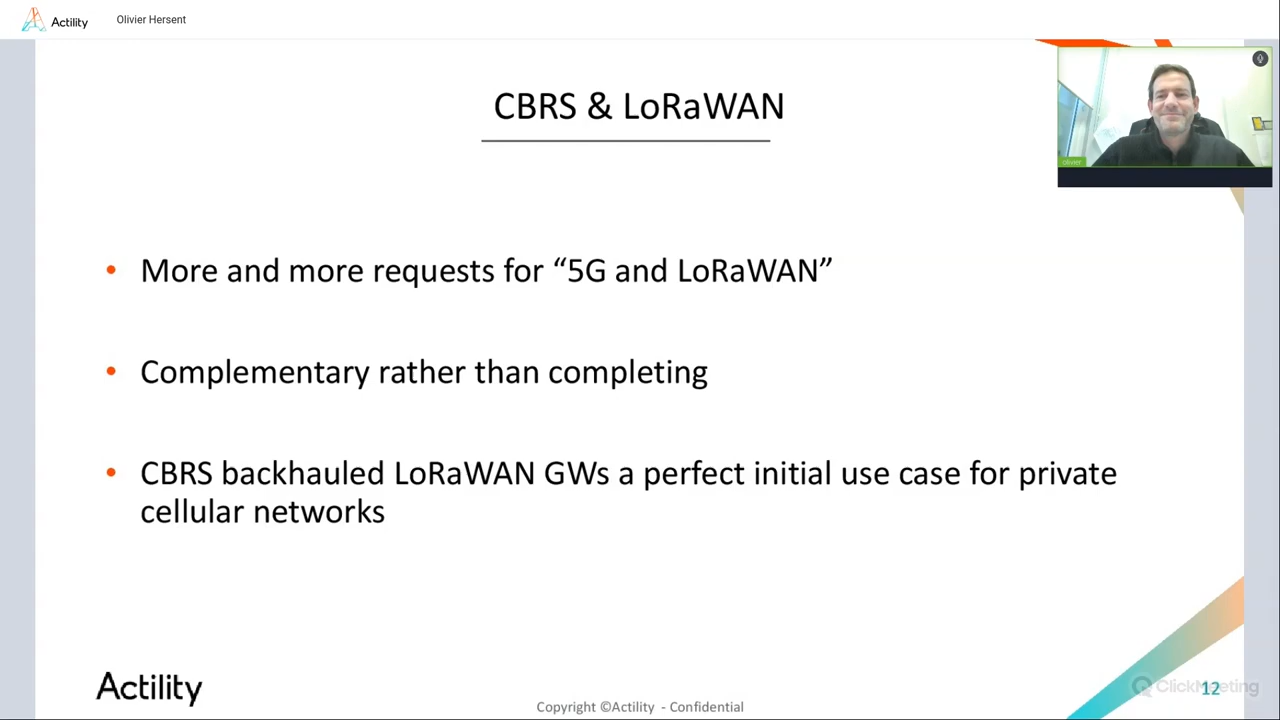 Actility
Olivier Hersent
CBRS & LoRaWAN
olivier
• More and more requests for “5G and LoRaWAN”
• Complementary rather than completing
• CBRS backhauled LoRaWAN GWs a perfect initial use case for private
cellular networks
Actility
Copyright ©Actility - Confidential
ClickMeeting
12